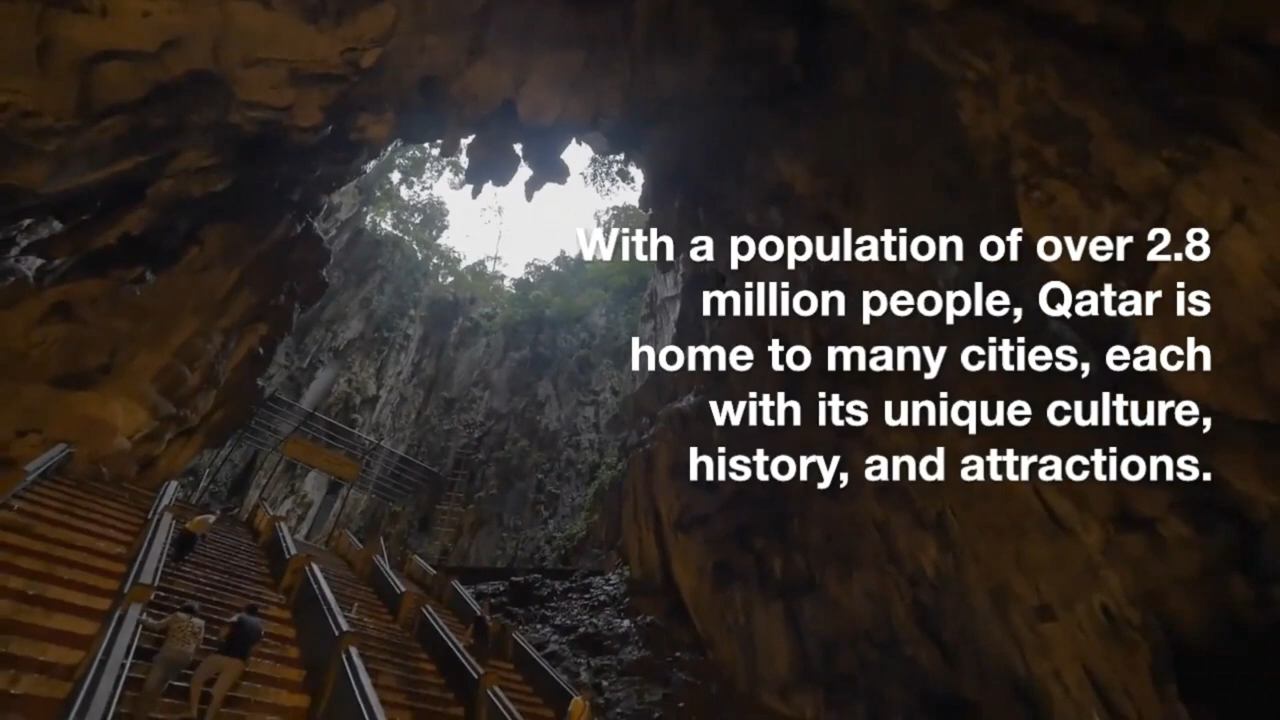 With a population of over 2.8
million people, Qatar is
home to many cities, each
with its unique culture,
history, and attractions.